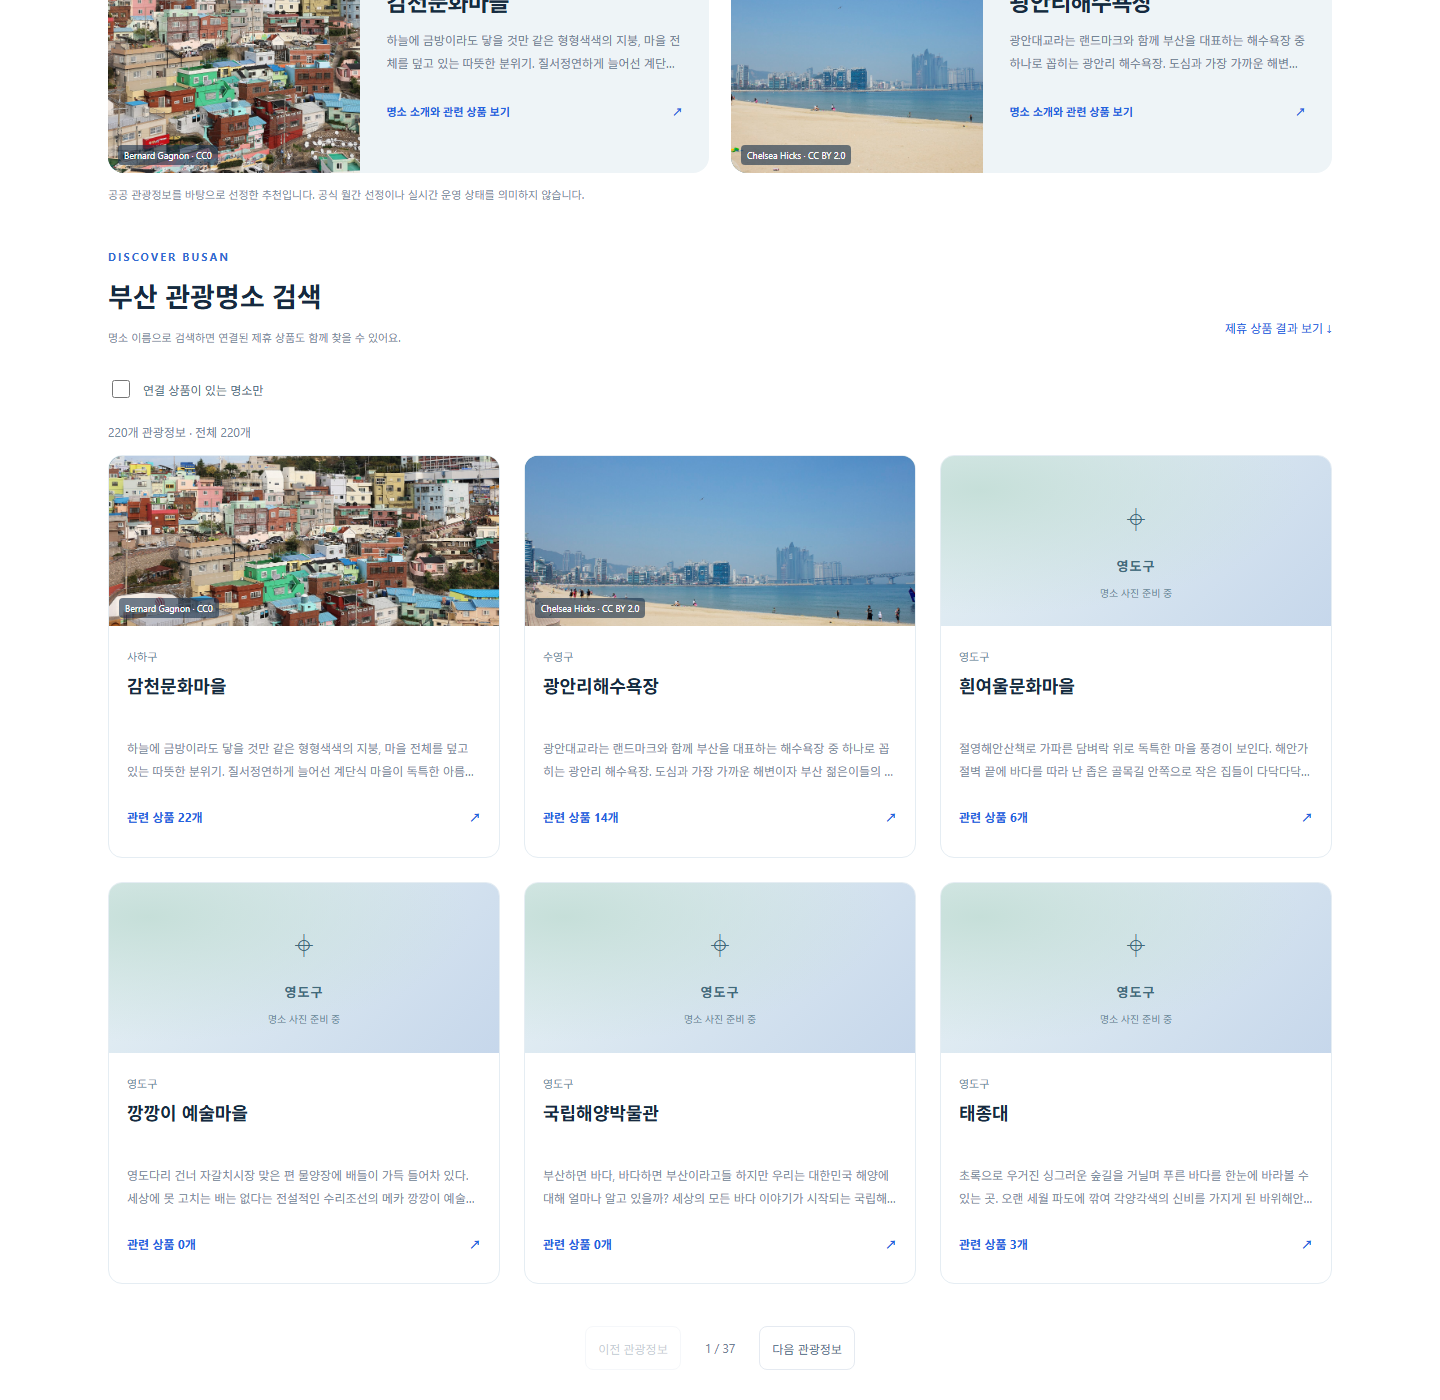 감천문화마을
광안리해수욕장
하늘에 금방이라도 닿을 것만 같은 형형색색의 지붕, 마을 전
체를 덮고 있는 따뜻한 분위기. 질서정연하게 늘어선 계단...
광안대교라는 랜드마크와 함께 부산을 대표하는 해수욕장 중
하나로 꼽히는 광안리 해수욕장. 도심과 가장 가까운 해변...
명소 소개와 관련 상품 보기 ↗
명소 소개와 관련 상품 보기 ↗
Bernard Gagnon · CC0
Chelsea Hicks · CC BY 2.0
공공 관광정보를 바탕으로 선정한 추천입니다. 공식 월간 선정이나 실시간 운영 상태를 의미하지 않습니다.
DISCOVER BUSAN
부산 관광명소 검색
명소 이름으로 검색하면 연결된 제휴 상품도 함께 찾을 수 있어요.
제휴 상품 결과 보기 ↓
연결 상품이 있는 명소만
220개 관광정보 · 전체 220개
Bernard Gagnon · CC0
사하구
감천문화마을
하늘에 금방이라도 닿을 것만 같은 형형색색의 지붕, 마을 전체를 덮고
있는 따뜻한 분위기. 질서정연하게 늘어선 계단식 마을이 독특한 아름...
관련 상품 22개 ↗
Chelsea Hicks · CC BY 2.0
수영구
광안리해수욕장
광안대교라는 랜드마크와 함께 부산을 대표하는 해수욕장 중 하나로 꼽
히는 광안리 해수욕장. 도심과 가장 가까운 해변이자 부산 젊은이들의 ...
관련 상품 14개 ↗
영도구
명소 사진 준비 중
영도구
흰여울문화마을
절영해안산책로 가파른 담벼락 위로 독특한 마을 풍경이 보인다. 해안가
절벽 끝에 바다를 따라 난 좁은 골목길 안쪽으로 작은 집들이 다닥다닥...
관련 상품 6개 ↗
영도구
명소 사진 준비 중
영도구
깡깡이 예술마을
영도다리 건너 자갈치시장 맞은 편 물양장에 배들이 가득 들어차 있다.
세상에 못 고치는 배는 없다는 전설적인 수리조선의 메카 깡깡이 예술...
관련 상품 0개 ↗
영도구
명소 사진 준비 중
영도구
국립해양박물관
부산하면 바다, 바다하면 부산이라고들 하지만 우리는 대한민국 해양에
대해 얼마나 알고 있을까? 세상의 모든 바다 이야기가 시작되는 국립해...
관련 상품 0개 ↗
영도구
명소 사진 준비 중
영도구
태종대
초록으로 우거진 싱그러운 숲길을 거닐며 푸른 바다를 한눈에 바라볼 수
있는 곳. 오랜 세월 파도에 깎여 각양각색의 신비를 가지게 된 바위해안...
관련 상품 3개 ↗
이전 관광정보
1 / 37
다음 관광정보